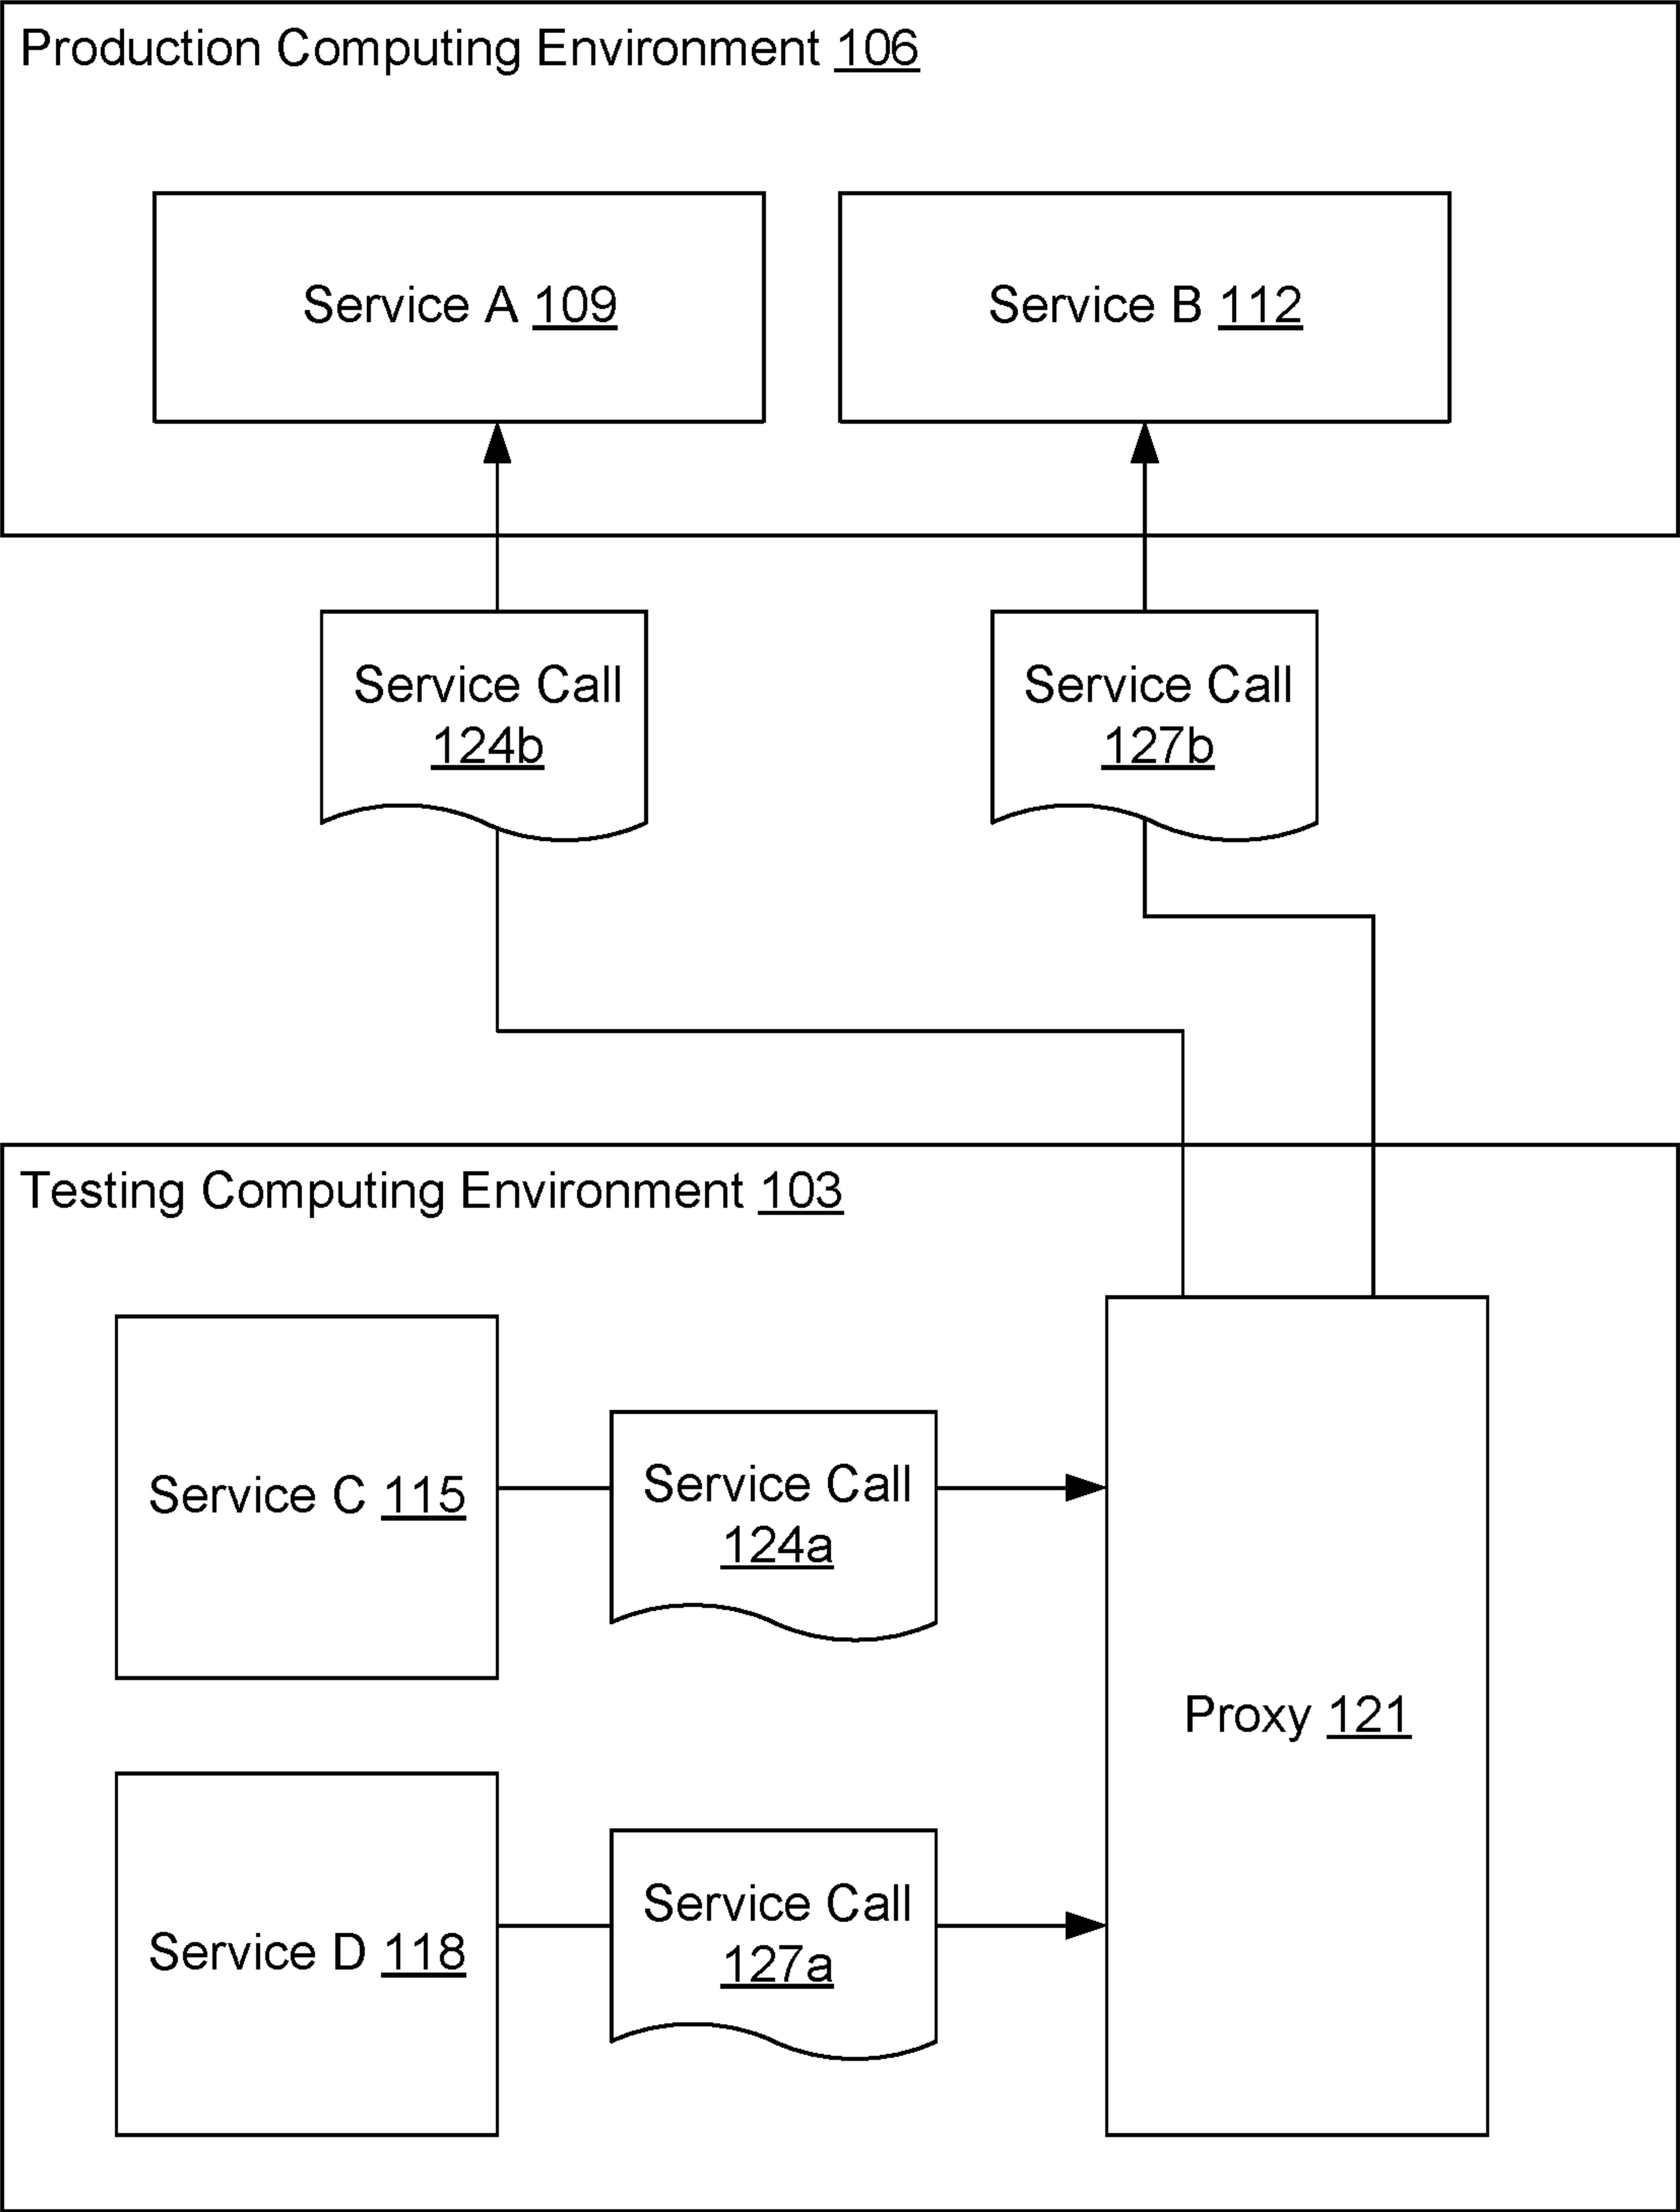 Production Computing Environment 106
Service A 109
Service B 112
Service Call
124b
Service Call
127b
Testing Computing Environment 103
Service C 115
Service Call
124a
Proxy 121
Service D 118
Service Call
127a